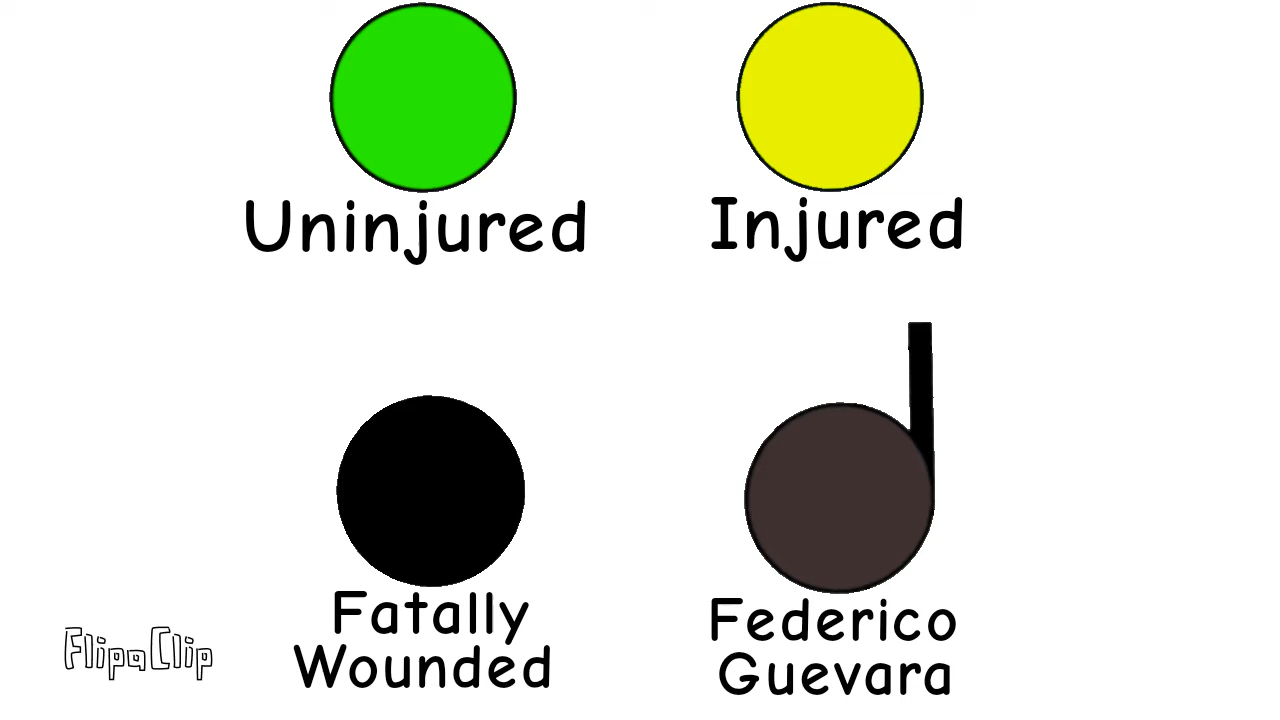 Uninjured
Injured
Fatally
Wounded
Federico
Guevara
FlipaClip